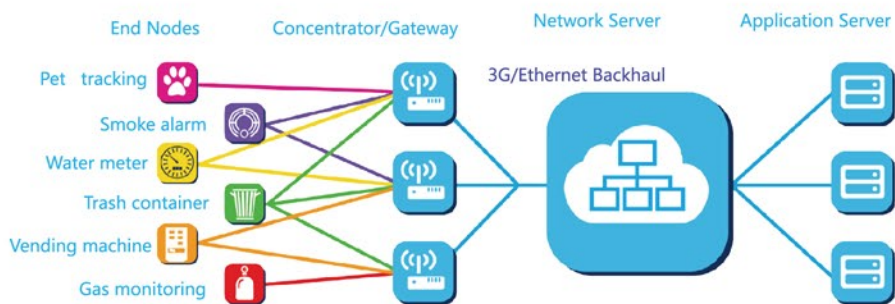 End Nodes
Concentrator/Gateway
Network Server
Application Server
3G/Ethernet Backhaul
Pet tracking
Smoke alarm
Water meter
Trash container
Vending machine
Gas monitoring